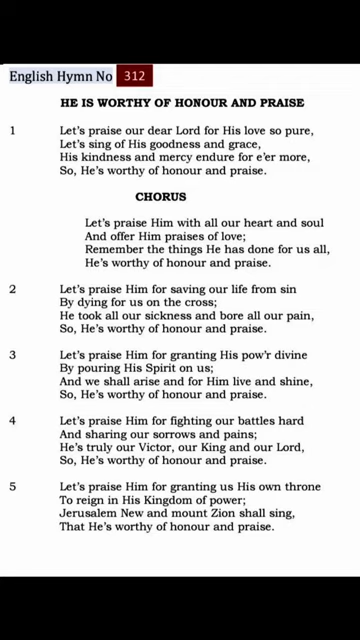 English Hymn No 312
HE IS WORTHY OF HONOUR AND PRAISE
1 Let's praise our dear Lord for His love so pure,
Let's sing of His goodness and grace,
His kindness and mercy endure for e'er more,
So, He's worthy of honour and praise.
CHORUS
Let's praise Him with all our heart and soul
And offer Him praises of love;
Remember the things He has done for us all,
He's worthy of honour and praise.
2 Let's praise Him for saving our life from sin
By dying for us on the cross;
He took all our sickness and bore all our pain,
So, He's worthy of honour and praise.
3 Let's praise Him for granting His pow'r divine
By pouring His Spirit on us;
And we shall arise and for Him live and shine,
So, He's worthy of honour and praise.
4 Let's praise Him for fighting our battles hard
And sharing our sorrows and pains;
He's truly our Victor, our King and our Lord,
So, He's worthy of honour and praise.
5 Let's praise Him for granting us His own throne
To reign in His Kingdom of power;
Jerusalem New and mount Zion shall sing,
That He's worthy of honour and praise.